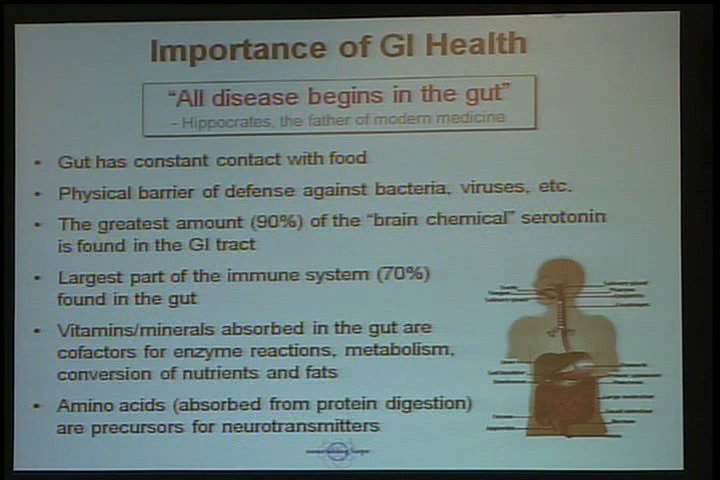 Importance of GI Health
“All disease begins in the gut”
- Hippocrates, the father of modern medicine
• Gut has constant contact with food
• Physical barrier of defense against bacteria, viruses, etc.
• The greatest amount (90%) of the “brain chemical” serotonin
is found in the GI tract
• Largest part of the immune system (70%)
found in the gut
• Vitamins/minerals absorbed in the gut are
cofactors for enzyme reactions, metabolism,
conversion of nutrients and fats
• Amino acids (absorbed from protein digestion)
are precursors for neurotransmitters